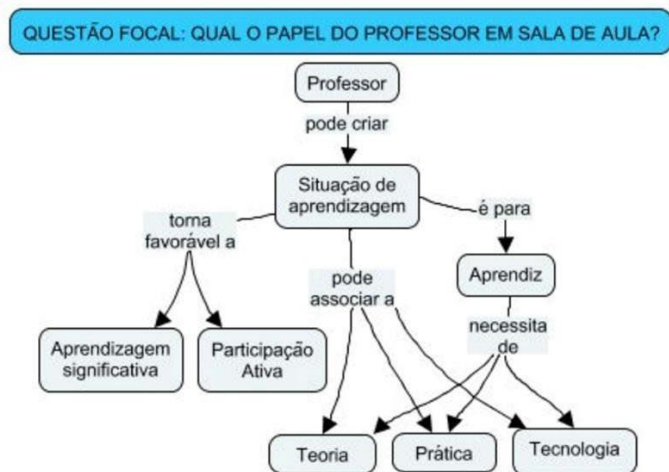 QUESTÃO FOCAL: QUAL O PAPEL DO PROFESSOR EM SALA DE AULA?
Professor
pode criar
Situação de
aprendizagem
torna
favorável a
é para
pode
associar a
Aprendiz
necessita
de
Aprendizagem
significativa
Participação
Ativa
Teoria
Prática
Tecnologia